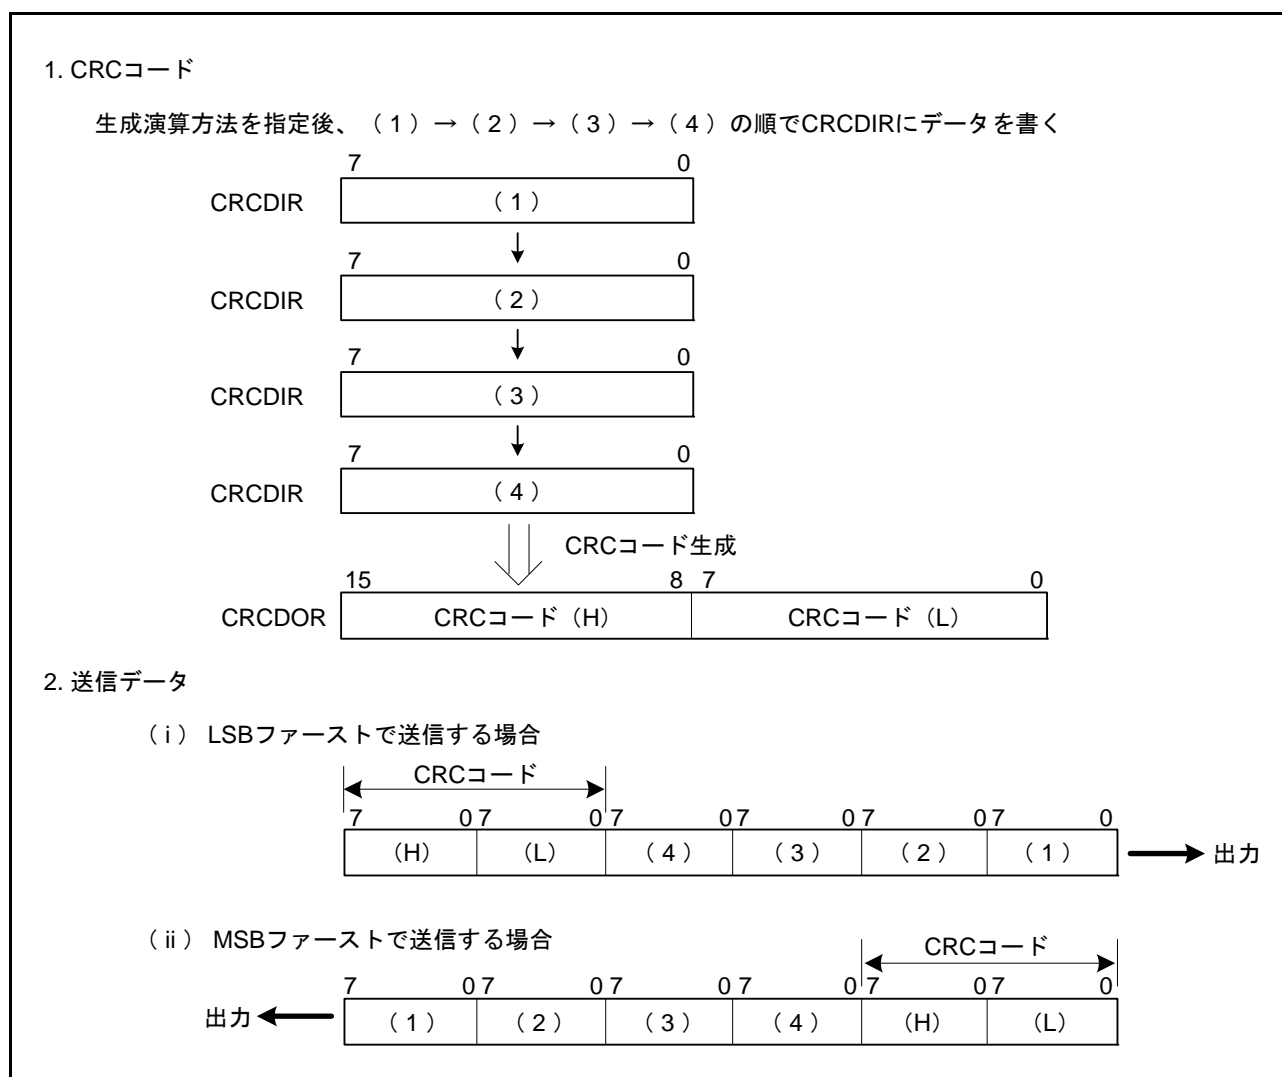 1. CRCコード
生成演算方法を指定後、（1）→（2）→（3）→（4）の順でCRCDIRにデータを書く
7 0
CRCDIR （1）
7 0
CRCDIR （2）
7 0
CRCDIR （3）
7 0
CRCDIR （4）
CRCコード生成
15 8 7 0
CRCDOR CRCコード（H） CRCコード（L）
2. 送信データ
（i） LSBファーストで送信する場合
CRCコード
7 0 7 0 7 0 7 0 7 0 7 0
（H） （L） （4） （3） （2） （1） 出力
（ii） MSBファーストで送信する場合
CRCコード
7 0 7 0 7 0 7 0 7 0 7 0
出力 （1） （2） （3） （4） （H） （L）